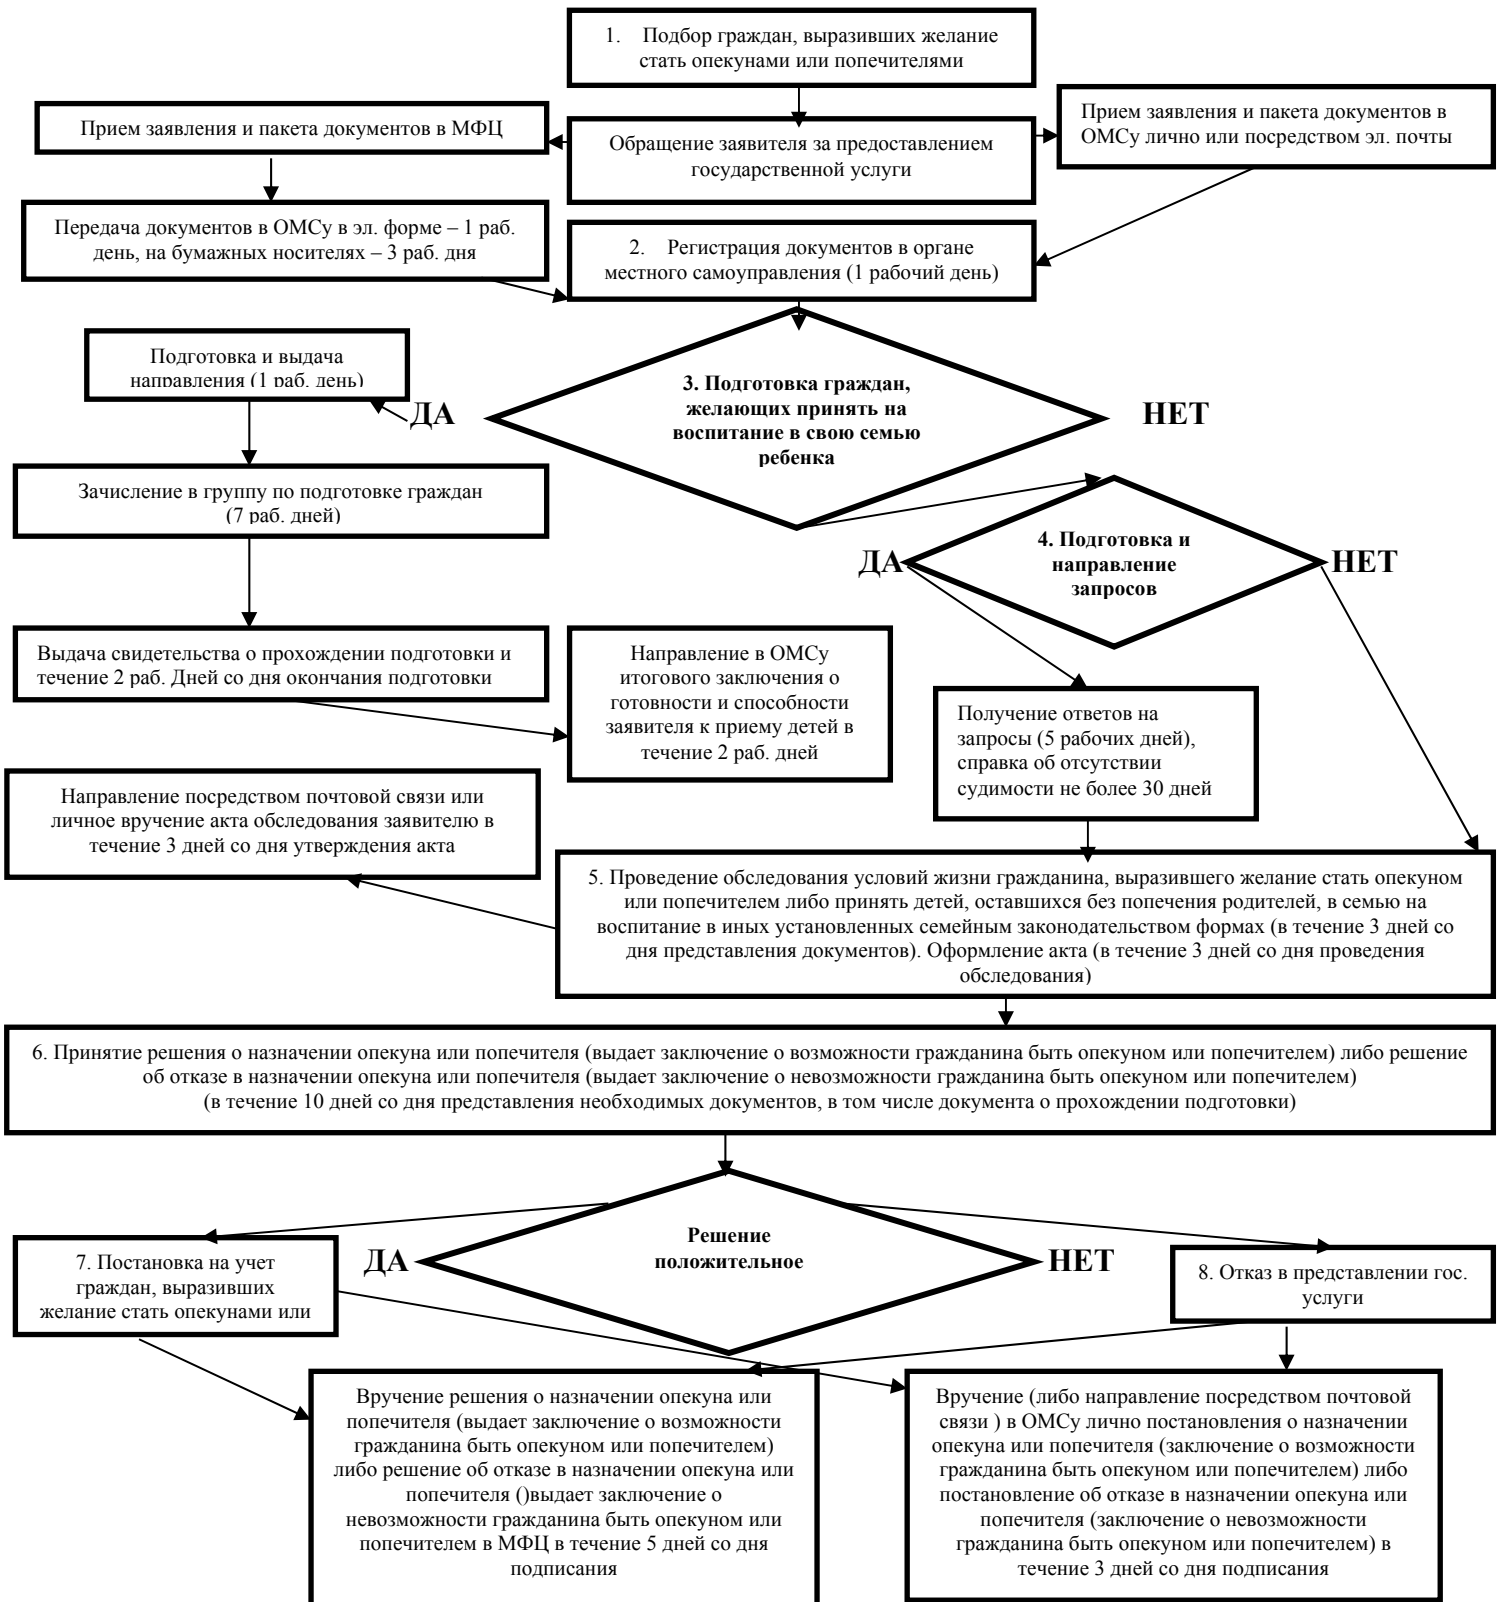 1. Подбор граждан, выразивших желание
стать опекунами или попечителями
Прием заявления и пакета документов в МФЦ
Обращение заявителя за предоставлением
государственной услуги
Прием заявления и пакета документов в
ОМСу лично или посредством эл. почты
Передача документов в ОМСу в эл. форме – 1 раб.
день, на бумажных носителях – 3 раб. дня
2. Регистрация документов в органе
местного самоуправления (1 рабочий день)
Подготовка и выдача
направления (1 раб. день)
ДА
3. Подготовка граждан,
желающих принять на
воспитание в свою семью
ребенка
НЕТ
Зачисление в группу по подготовке граждан
(7 раб. дней)
ДА
4. Подготовка и
направление
запросов
НЕТ
Выдача свидетельства о прохождении подготовки и
течение 2 раб. Дней со дня окончания подготовки
Направление в ОМСу
итогового заключения о
готовности и способности
заявителя к приему детей в
течение 2 раб. дней
Получение ответов на
запросы (5 рабочих дней),
справка об отсутствии
судимости не более 30 дней
Направление посредством почтовой связи или
личное вручение акта обследования заявителю в
течение 3 дней со дня утверждения акта
5. Проведение обследования условий жизни гражданина, выразившего желание стать опекуном
или попечителем либо принять детей, оставшихся без попечения родителей, в семью на
воспитание в иных установленных семейным законодательством формах (в течение 3 дней со
дня представления документов). Оформление акта (в течение 3 дней со дня проведения
обследования)
6. Принятие решения о назначении опекуна или попечителя (выдает заключение о возможности гражданина быть опекуном или попечителем) либо решение
об отказе в назначении опекуна или попечителя (выдает заключение о невозможности гражданина быть опекуном или попечителем)
(в течение 10 дней со дня представления необходимых документов, в том числе документа о прохождении подготовки)
7. Постановка на учет
граждан, выразивших
желание стать опекунами или
ДА
Решение
положительное
НЕТ
8. Отказ в представлении гос.
услуги
Вручение решения о назначении опекуна или
попечителя (выдает заключение о возможности
гражданина быть опекуном или попечителем)
либо решение об отказе в назначении опекуна или
попечителя ()выдает заключение о
невозможности гражданина быть опекуном или
попечителем в МФЦ в течение 5 дней со дня
подписания
Вручение (либо направление посредством почтовой
связи ) в ОМСу лично постановления о назначении
опекуна или попечителя (заключение о возможности
гражданина быть опекуном или попечителем) либо
постановление об отказе в назначении опекуна или
попечителя (заключение о невозможности
гражданина быть опекуном или попечителем) в
течение 3 дней со дня подписания